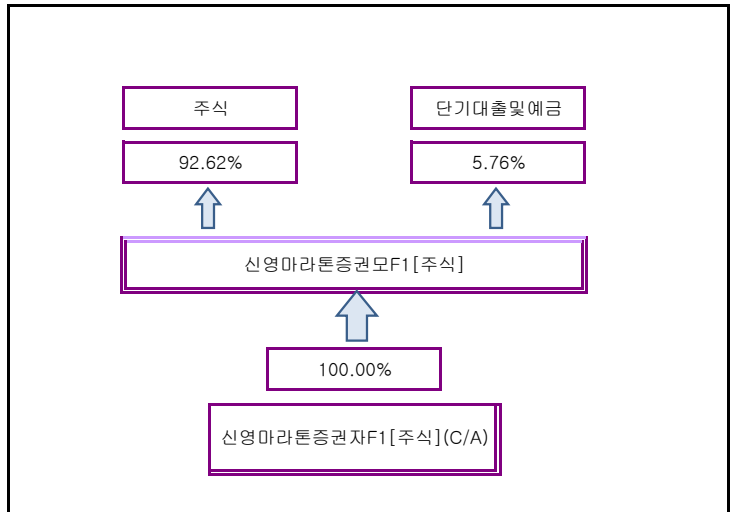 주식
단기대출및예금
92.62%
5.76%
신영마라톤증권모F1[주식]
100.00%
신영마라톤증권자F1[주식](C/A)